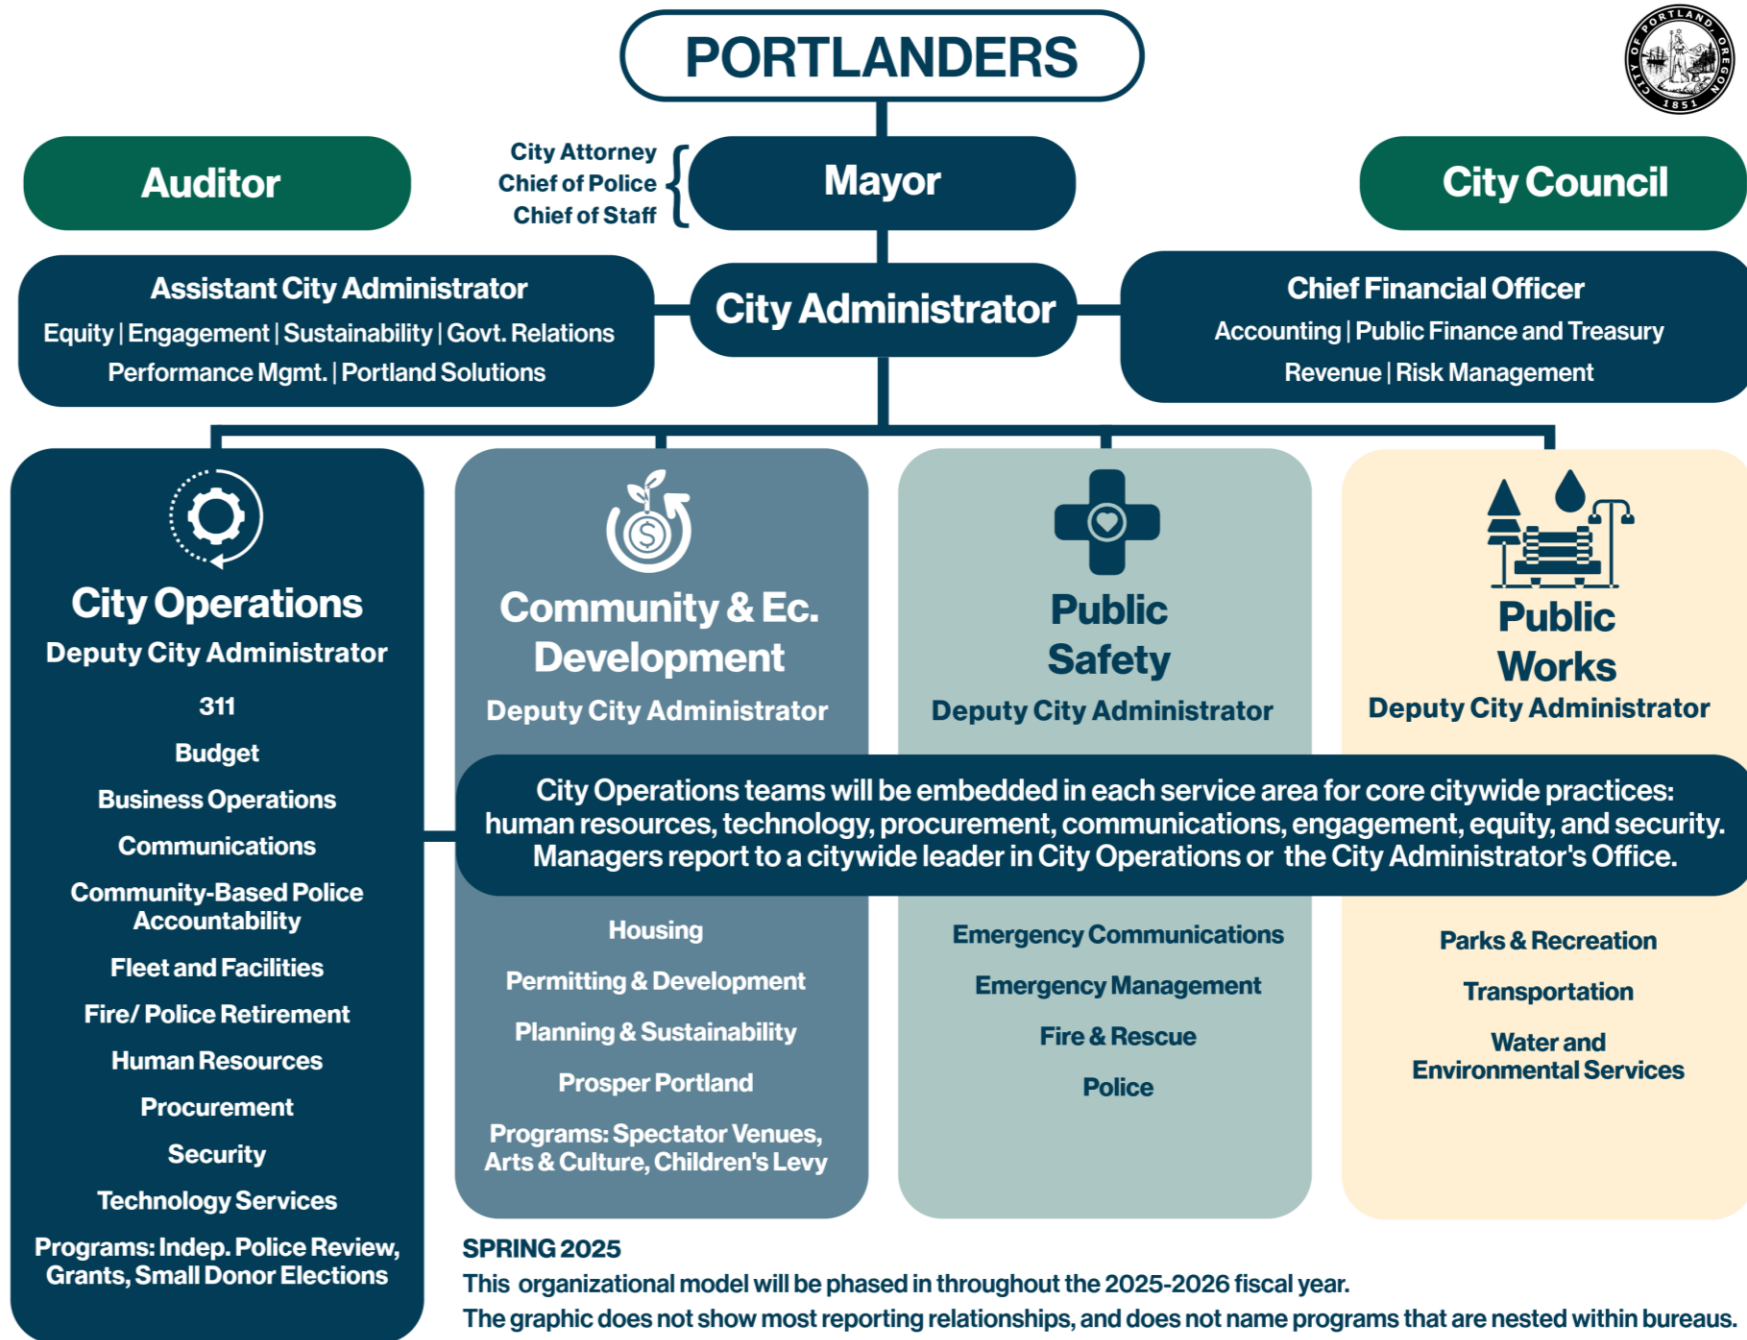 PORTLANDERS
CITY OF PORTLAND, OREGON
1851
Auditor
City Attorney
Chief of Police
Chief of Staff
Mayor
City Council
Assistant City Administrator
Equity | Engagement | Sustainability | Govt. Relations
Performance Mgmt. | Portland Solutions
City Administrator
Chief Financial Officer
Accounting | Public Finance and Treasury
Revenue | Risk Management
City Operations
Deputy City Administrator
311
Budget
Business Operations
Communications
Community-Based Police
Accountability
Fleet and Facilities
Fire/ Police Retirement
Human Resources
Procurement
Security
Technology Services
Programs: Indep. Police Review,
Grants, Small Donor Elections
$
Community & Ec.
Development
Deputy City Administrator
Public
Safety
Deputy City Administrator
Public
Works
Deputy City Administrator
City Operations teams will be embedded in each service area for core citywide practices:
human resources, technology, procurement, communications, engagement, equity, and security.
Managers report to a citywide leader in City Operations or the City Administrator's Office.
Housing
Permitting & Development
Planning & Sustainability
Prosper Portland
Programs: Spectator Venues,
Arts & Culture, Children's Levy
Emergency Communications
Emergency Management
Fire & Rescue
Police
Parks & Recreation
Transportation
Water and
Environmental Services
SPRING 2025
This organizational model will be phased in throughout the 2025-2026 fiscal year.
The graphic does not show most reporting relationships, and does not name programs that are nested within bureaus.